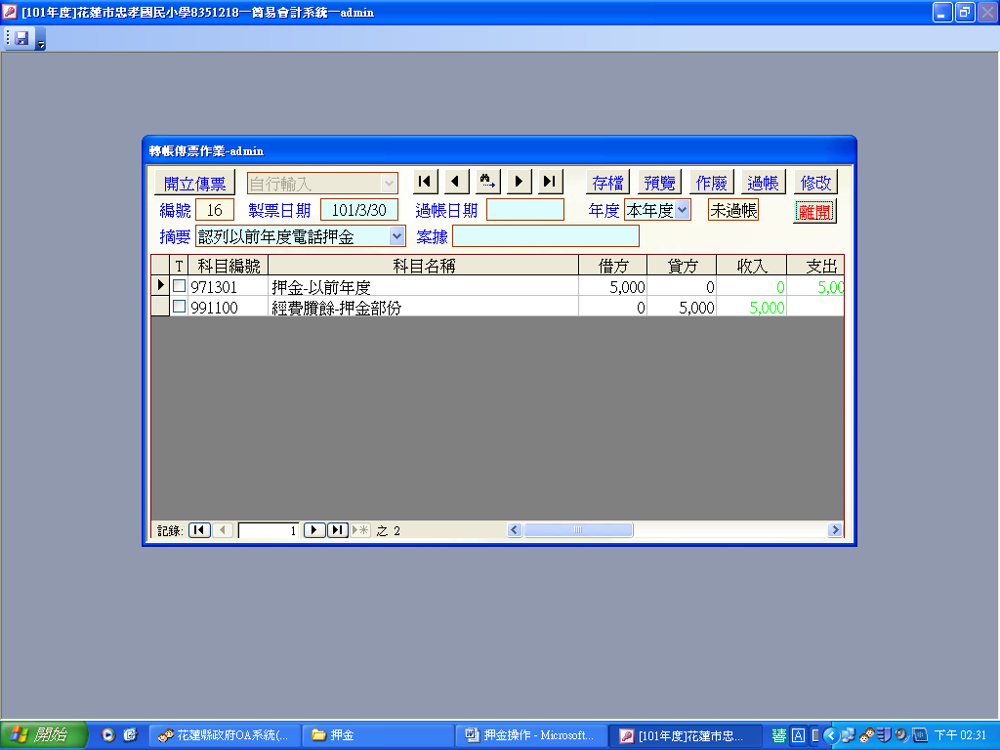 [101年度]花蓮市忠孝國民小學8351218—簡易會計系統—admin
轉帳傳票作業-admin
開立傳票 自行輸入 存檔 預覽 作廢 過帳 修改
編號 16 製票日期 101/3/30 過帳日期 年度 本年度 未過帳 離開
摘要 認列以前年度電話押金 案據
T 科目編號 科目名稱 借方 貸方 收入 支出
971301 押金-以前年度 5,000 0 0 5,00
991100 經費賸餘-押金部份 0 5,000 5,000
記錄: 1 之 2
開始 花蓮縣政府OA系統(... 押金 押金操作 - Microsoft... [101年度]花蓮市忠... A 下午 02:31